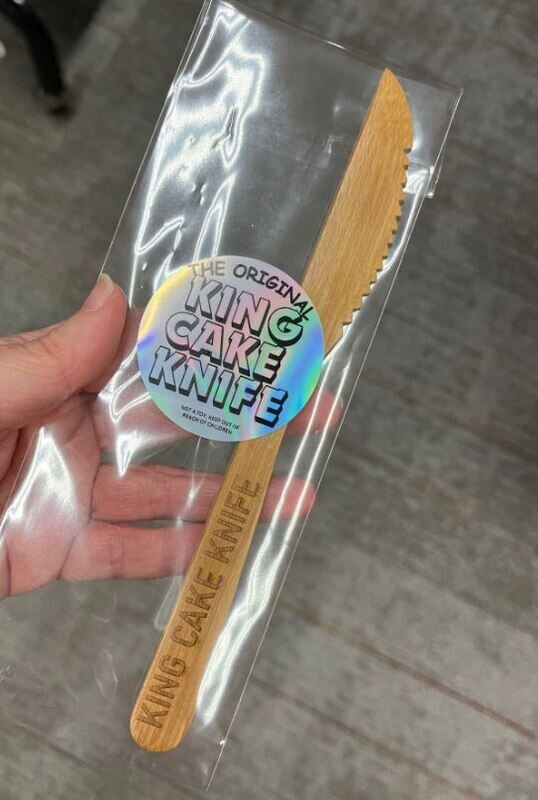 THE ORIGINAL
KING
CAKE
KNIFE
NOT A TOY, KEEP OUT OF
REACH OF CHILDREN
KING CAKE KNIFE